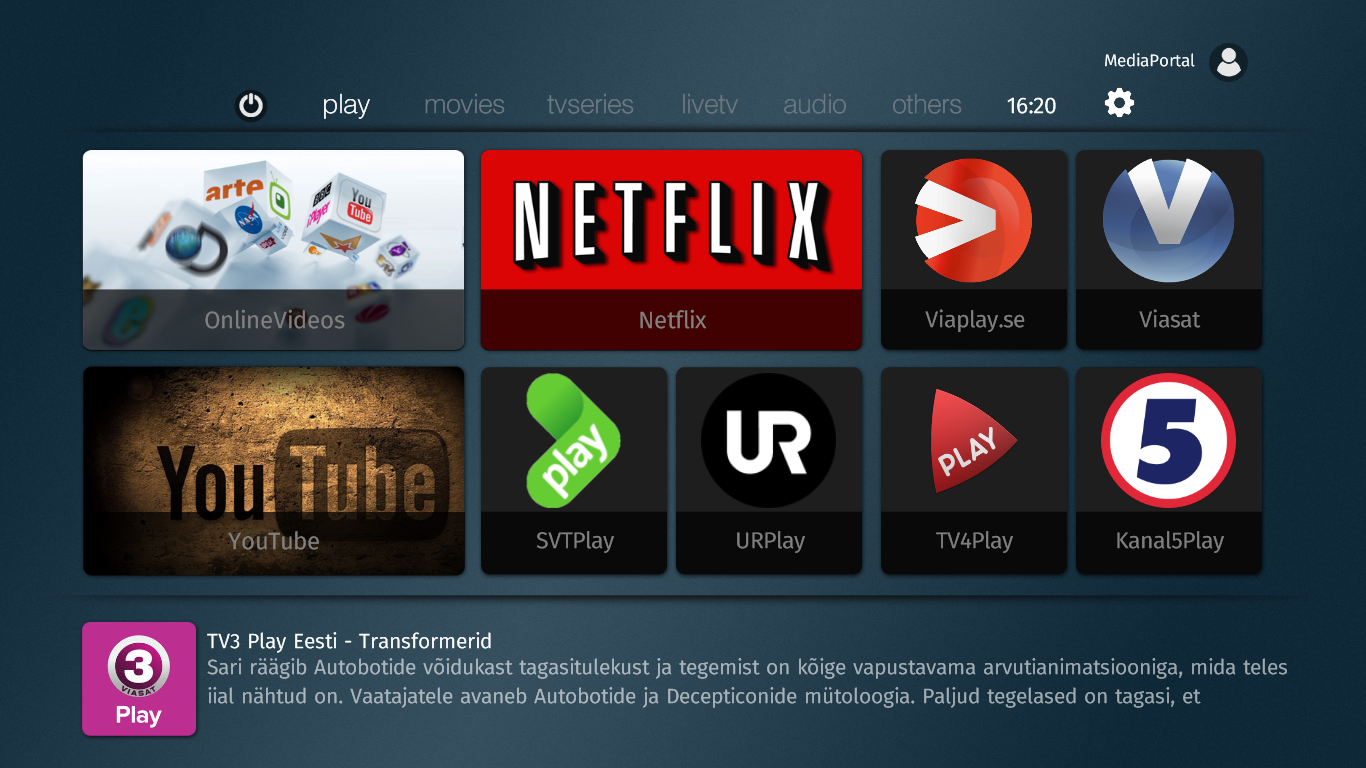 MediaPortal
play movies tvseries livetv audio others 16:20
arte
NASA
BBC
iPlayer
You
Tube
NETFLIX
V
OnlineVideos
Netflix
Viaplay.se
Viasat
You Tube
play
UR
PLAY
5
YouTube
SVTPlay
URPlay
TV4Play
Kanal5Play
3
VIASAT
Play
TV3 Play Eesti - Transformerid
Sari räägib Autobotide võidukast tagasitulekust ja tegemist on kõige vapustavama arvutianimatsiooniga, mida teles
iial nähtud on. Vaatajatele avaneb Autobotide ja Decepticonide mütoloogia. Paljud tegelased on tagasi, et